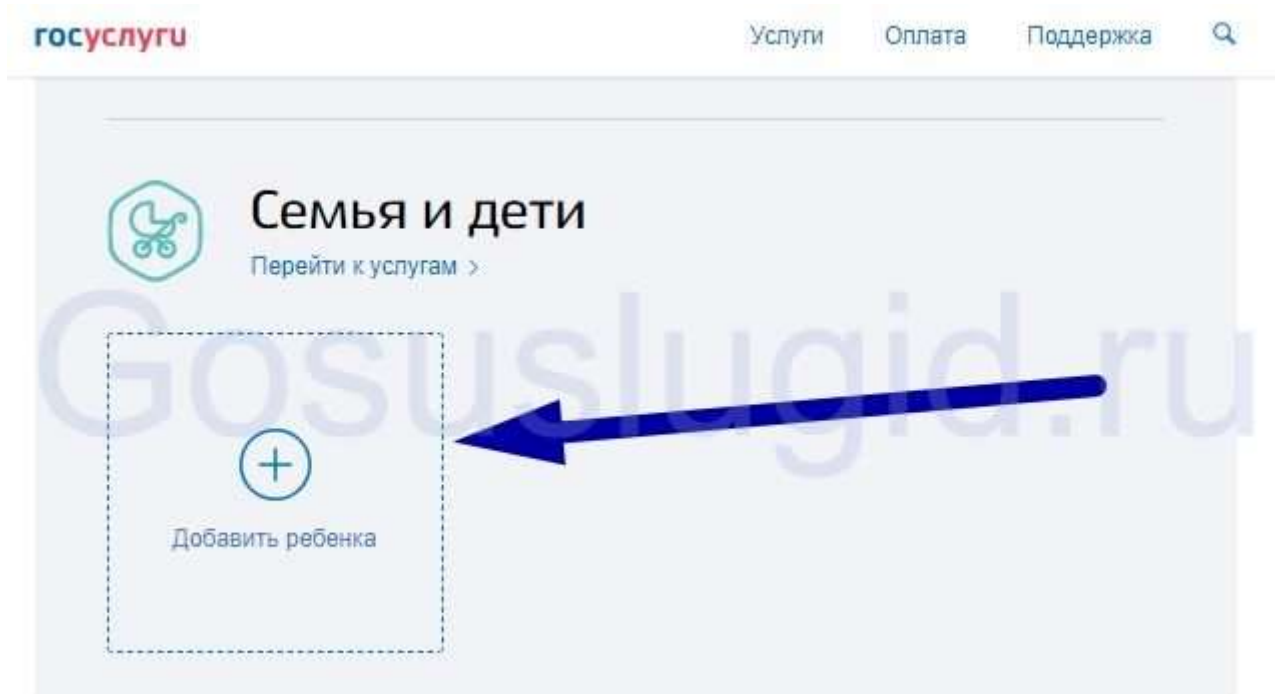 госуслуги Услуги Оплата Поддержка
Семья и дети
Перейти к услугам >
Gosuslugid.ru
Добавить ребенка